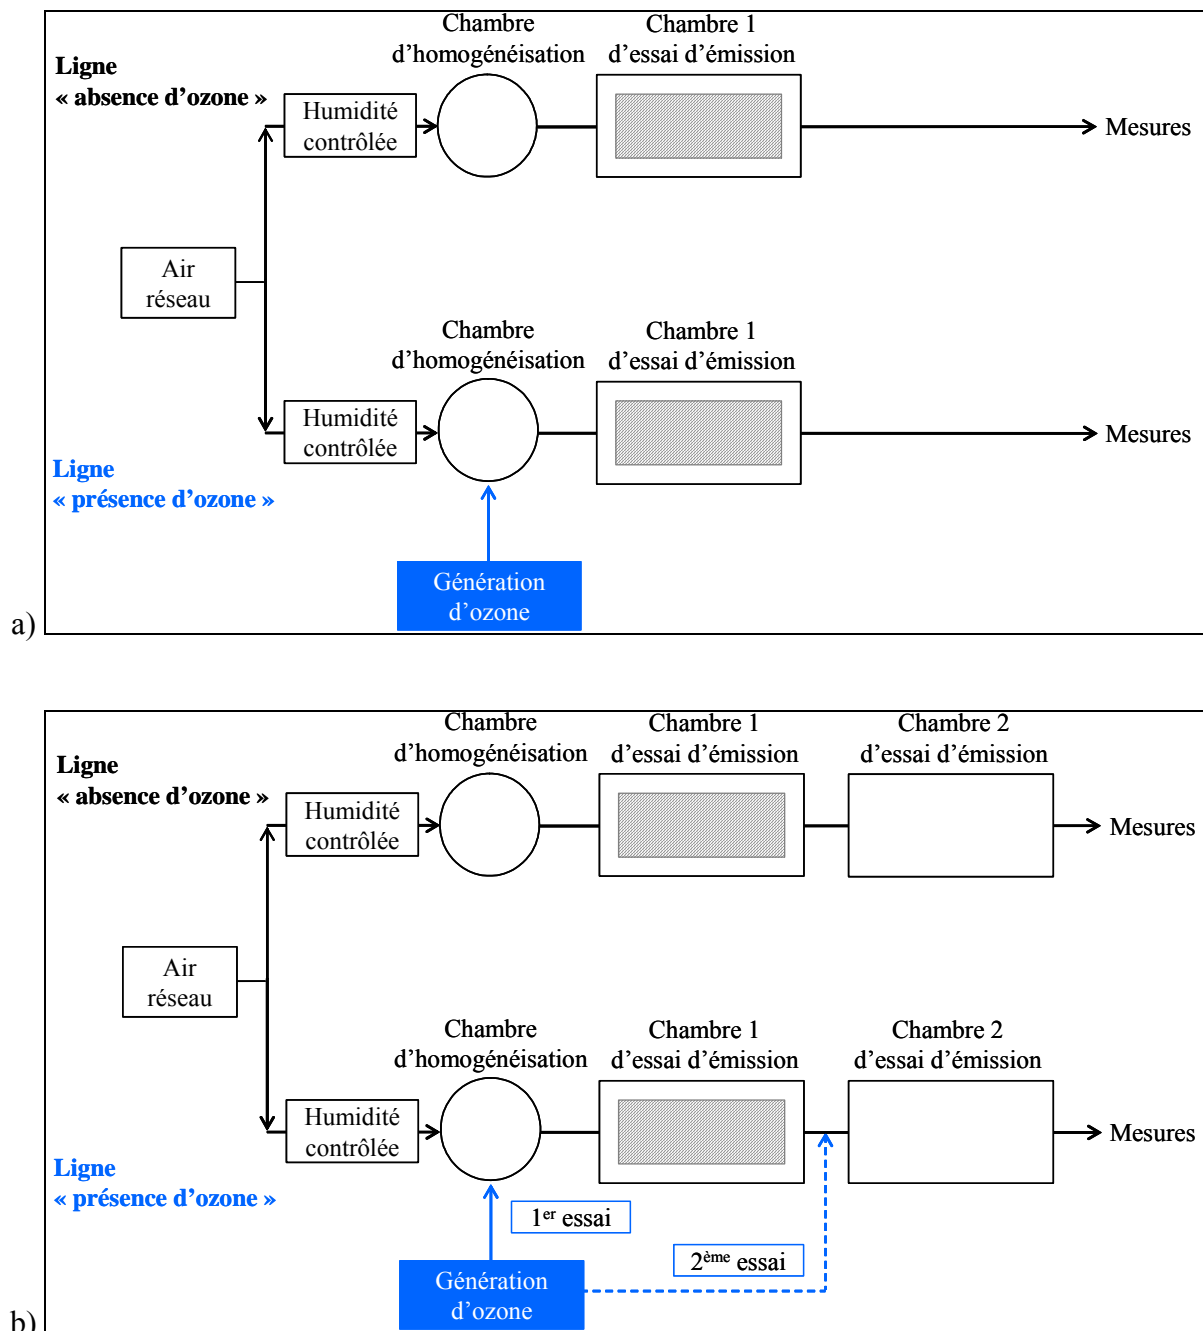 Chambre
d’homogénéisation
Chambre 1
d’essai d’émission
Ligne
« absence d’ozone »
Humidité
contrôlée
Mesures
Air
réseau
Chambre
d’homogénéisation
Chambre 1
d’essai d’émission
Humidité
contrôlée
Mesures
Ligne
« présence d’ozone »
Génération
d’ozone
a)
Chambre
d’homogénéisation
Chambre 1
d’essai d’émission
Chambre 2
d’essai d’émission
Ligne
« absence d’ozone »
Humidité
contrôlée
Mesures
Air
réseau
Chambre
d’homogénéisation
Chambre 1
d’essai d’émission
Chambre 2
d’essai d’émission
Humidité
contrôlée
Mesures
Ligne
« présence d’ozone »
1er essai
2ème essai
Génération
d’ozone
b)